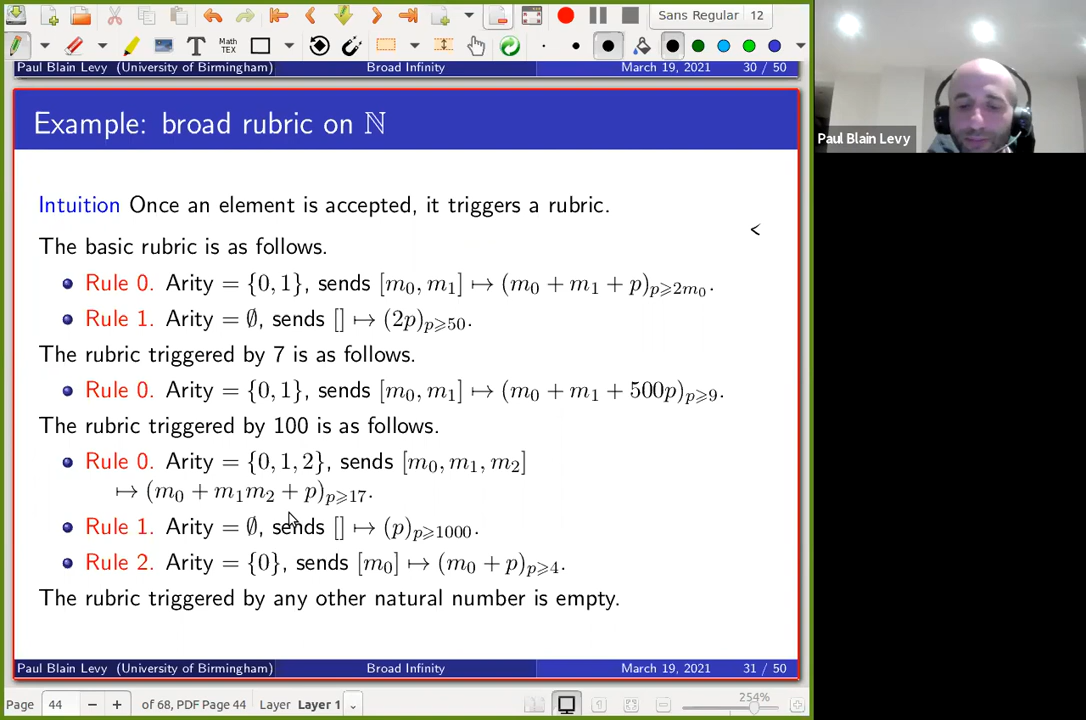 Sans Regular 12
Math
TEX
Paul Blain Levy (University of Birmingham) Broad Infinity March 19, 2021 30 / 50
Example: broad rubric on ℕ
Paul Blain Levy
Intuition Once an element is accepted, it triggers a rubric.
<
The basic rubric is as follows.
Rule 0. Arity = {0, 1}, sends [m₀, m₁] ↦ (m₀ + m₁ + p)_{p⩾2m₀}.
Rule 1. Arity = ∅, sends [] ↦ (2p)_{p⩾50}.
The rubric triggered by 7 is as follows.
Rule 0. Arity = {0, 1}, sends [m₀, m₁] ↦ (m₀ + m₁ + 500p)_{p⩾9}.
The rubric triggered by 100 is as follows.
Rule 0. Arity = {0, 1, 2}, sends [m₀, m₁, m₂]
↦ (m₀ + m₁m₂ + p)_{p⩾17}.
Rule 1. Arity = ∅, sends [] ↦ (p)_{p⩾1000}.
Rule 2. Arity = {0}, sends [m₀] ↦ (m₀ + p)_{p⩾4}.
The rubric triggered by any other natural number is empty.
Paul Blain Levy (University of Birmingham) Broad Infinity March 19, 2021 31 / 50
Page 44 of 68, PDF Page 44 Layer Layer 1 254%